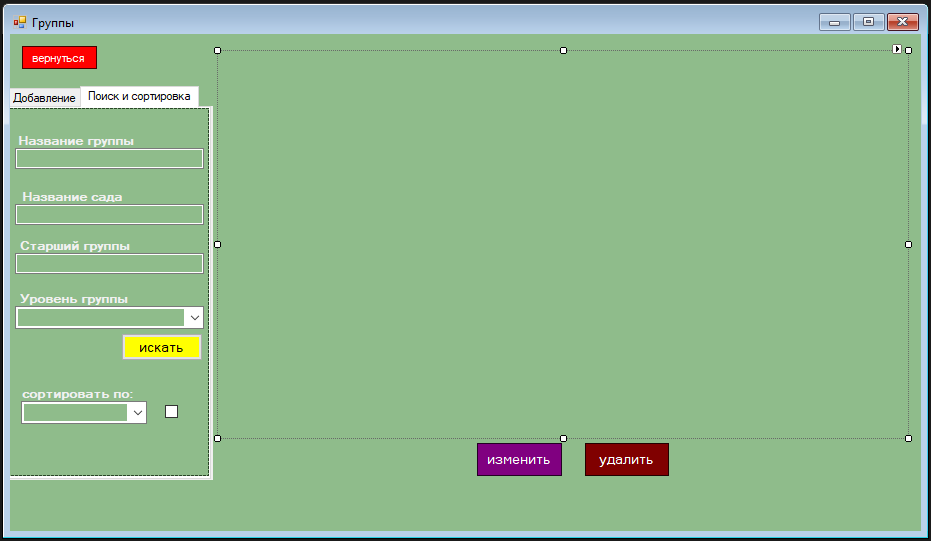 Группы
вернуться
Добавление
Поиск и сортировка
Название группы
Название сада
Старший группы
Уровень группы
искать
сортировать по:
изменить
удалить